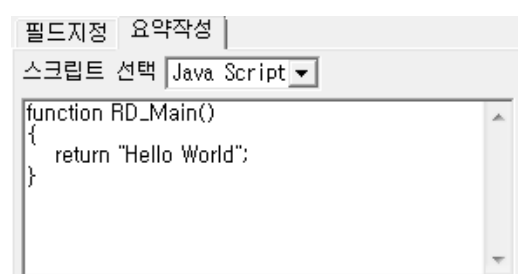 필드지정 요약작성
스크립트 선택 Java Script
function RD_Main()
{
return "Hello World";
}